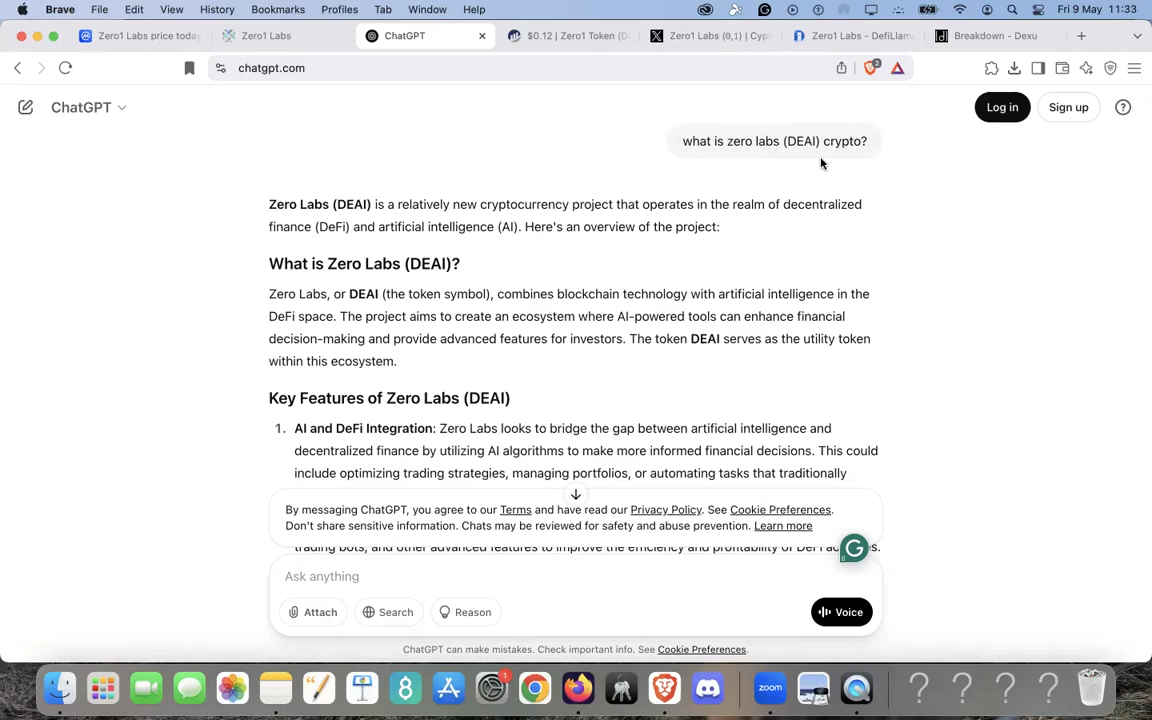 Brave File Edit View History Bookmarks Profiles Tab Window Help Fri 9 May 11:33
Zero1 Labs price today
Zero1 Labs
ChatGPT
$0.12 | Zero1 Token (D
Zero1 Labs (0,1) | Cyph
Zero1 Labs - DefiLlam
Breakdown - Dexu
chatgpt.com
2
ChatGPT
Log in
Sign up
what is zero labs (DEAI) crypto?
Zero Labs (DEAI) is a relatively new cryptocurrency project that operates in the realm of decentralized
finance (DeFi) and artificial intelligence (AI). Here's an overview of the project:
What is Zero Labs (DEAI)?
Zero Labs, or DEAI (the token symbol), combines blockchain technology with artificial intelligence in the
DeFi space. The project aims to create an ecosystem where AI-powered tools can enhance financial
decision-making and provide advanced features for investors. The token DEAI serves as the utility token
within this ecosystem.
Key Features of Zero Labs (DEAI)
1. AI and DeFi Integration: Zero Labs looks to bridge the gap between artificial intelligence and
decentralized finance by utilizing AI algorithms to make more informed financial decisions. This could
include optimizing trading strategies, managing portfolios, or automating tasks that traditionally
By messaging ChatGPT, you agree to our Terms and have read our Privacy Policy. See Cookie Preferences.
Don't share sensitive information. Chats may be reviewed for safety and abuse prevention. Learn more
trading bots, and other advanced features to improve the efficiency and profitability of DeFi
Ask anything
Attach
Search
Reason
Voice
ChatGPT can make mistakes. Check important info. See Cookie Preferences.
1
zoom